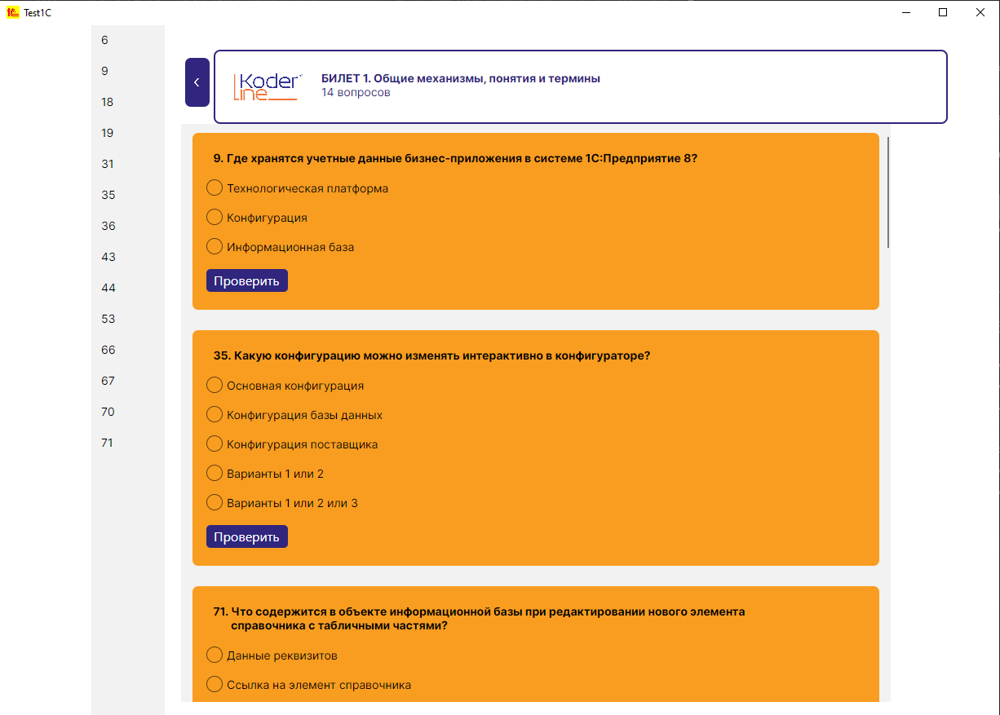 Test1C
6
9
18
19
31
35
36
43
44
53
66
67
70
71
Koder
line
БИЛЕТ 1. Общие механизмы, понятия и термины
14 вопросов
9. Где хранятся учетные данные бизнес-приложения в системе 1С:Предприятие 8?
Технологическая платформа
Конфигурация
Информационная база
Проверить
35. Какую конфигурацию можно изменять интерактивно в конфигураторе?
Основная конфигурация
Конфигурация базы данных
Конфигурация поставщика
Варианты 1 или 2
Варианты 1 или 2 или 3
Проверить
71. Что содержится в объекте информационной базы при редактировании нового элемента
справочника с табличными частями?
Данные реквизитов
Ссылка на элемент справочника